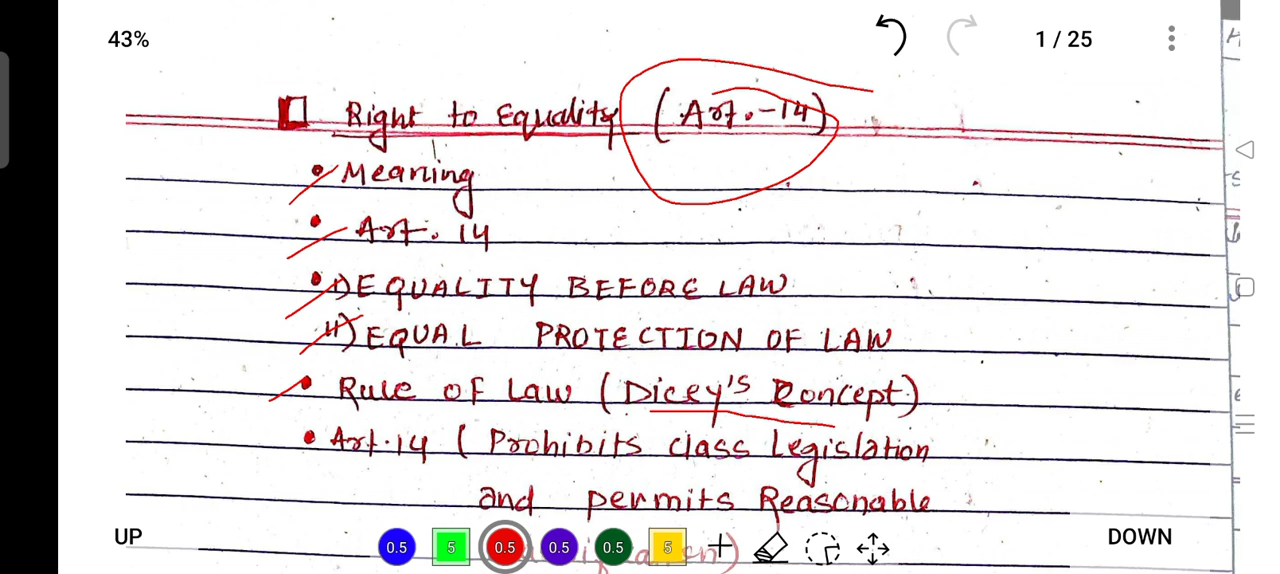 43%
1 / 25
Right to Equality (Art.-14)
• Meaning
• Art. 14
• I) EQUALITY BEFORE LAW
II) EQUAL PROTECTION OF LAW
• Rule of Law (Dicey's Concept)
• Art.14 (Prohibits class Legislation
and permits Reasonable
UP
DOWN
0.5 5 0.5 0.5 0.5 5